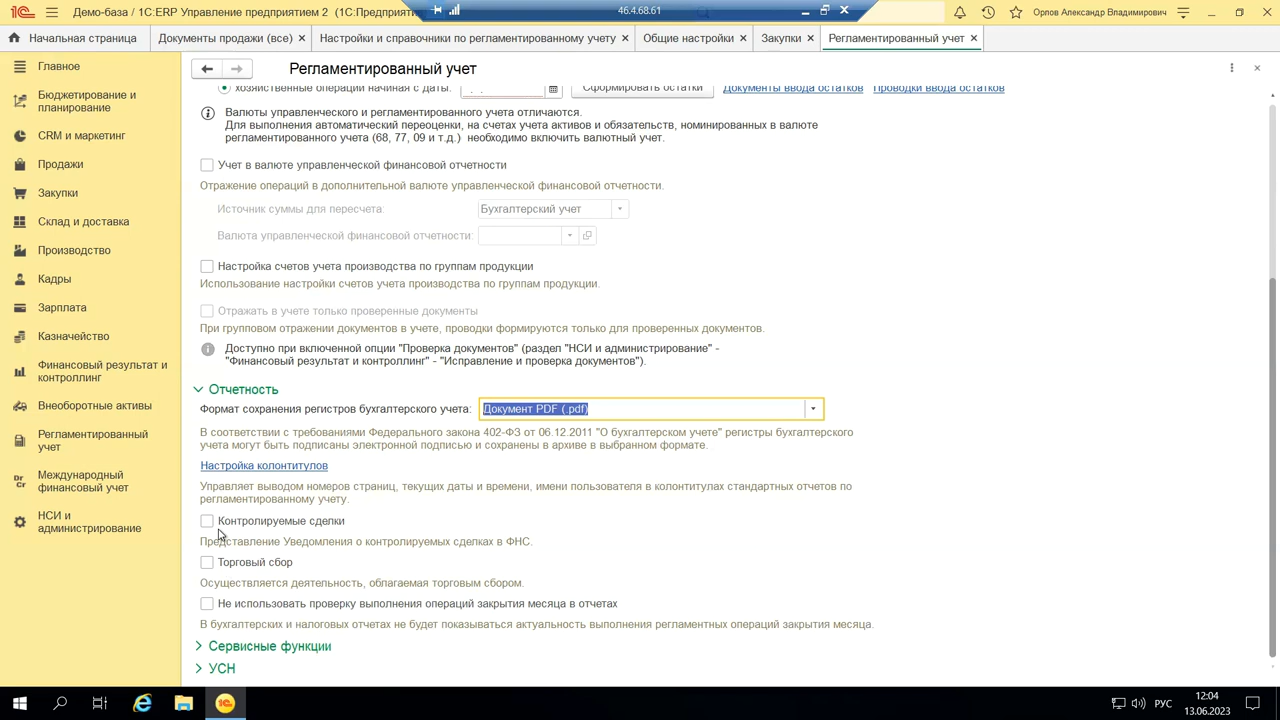 Демо-база / 1С:ERP Управление предприятием 2 (1С:Предприяти
46.4.68.61
Орлов Александр Владимирович
Начальная страница
Документы продажи (все) ×
Настройки и справочники по регламентированному учету ×
Общие настройки ×
Закупки ×
Регламентированный учет ×
Главное
Бюджетирование и
планирование
CRM и маркетинг
Продажи
Закупки
Склад и доставка
Производство
Кадры
Зарплата
Казначейство
Финансовый результат и
контроллинг
Внеоборотные активы
Регламентированный
учет
Международный
финансовый учет
НСИ и
администрирование
Регламентированный учет
хозяйственные операции начиная с даты: . . Сформировать остатки Документы ввода остатков Проводки ввода остатков
Валюты управленческого и регламентированного учета отличаются.
Для выполнения автоматический переоценки, на счетах учета активов и обязательств, номинированных в валюте
регламентированного учета (68, 77, 09 и т.д.) необходимо включить валютный учет.
Учет в валюте управленческой финансовой отчетности
Отражение операций в дополнительной валюте управленческой финансовой отчетности.
Источник суммы для пересчета: Бухгалтерский учет
Валюта управленческой финансовой отчетности:
Настройка счетов учета производства по группам продукции
Использование настройки счетов учета производства по группам продукции.
Отражать в учете только проверенные документы
При групповом отражении документов в учете, проводки формируются только для проверенных документов.
Доступно при включенной опции "Проверка документов" (раздел "НСИ и администрирование" -
"Финансовый результат и контроллинг" - "Исправление и проверка документов").
Отчетность
Формат сохранения регистров бухгалтерского учета: Документ PDF (.pdf)
В соответствии с требованиями Федерального закона 402-ФЗ от 06.12.2011 "О бухгалтерском учете" регистры бухгалтерского
учета могут быть подписаны электронной подписью и сохранены в архиве в выбранном формате.
Настройка колонтитулов
Управляет выводом номеров страниц, текущих даты и времени, имени пользователя в колонтитулах стандартных отчетов по
регламентированному учету.
Контролируемые сделки
Представление Уведомления о контролируемых сделках в ФНС.
Торговый сбор
Осуществляется деятельность, облагаемая торговым сбором.
Не использовать проверку выполнения операций закрытия месяца в отчетах
В бухгалтерских и налоговых отчетах не будет показываться актуальность выполнения регламентных операций закрытия месяца.
Сервисные функции
УСН
РУС
12:04
13.06.2023